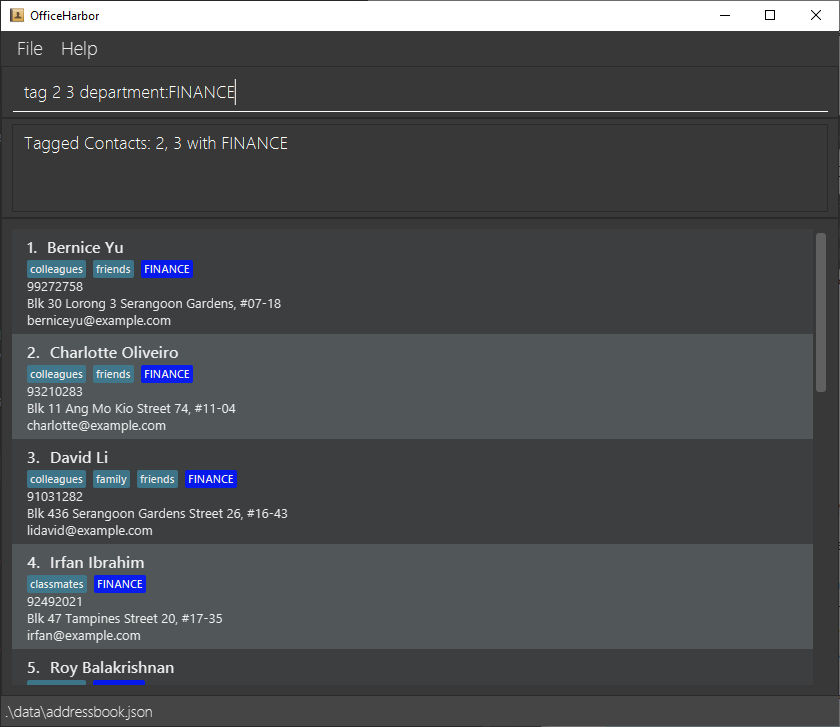 OfficeHarbor
File Help
tag 2 3 department:FINANCE
Tagged Contacts: 2, 3 with FINANCE
1. Bernice Yu
colleagues friends FINANCE
99272758
Blk 30 Lorong 3 Serangoon Gardens, #07-18
berniceyu@example.com
2. Charlotte Oliveiro
colleagues friends FINANCE
93210283
Blk 11 Ang Mo Kio Street 74, #11-04
charlotte@example.com
3. David Li
colleagues family friends FINANCE
91031282
Blk 436 Serangoon Gardens Street 26, #16-43
lidavid@example.com
4. Irfan Ibrahim
classmates FINANCE
92492021
Blk 47 Tampines Street 20, #17-35
irfan@example.com
5. Roy Balakrishnan
.\data\addressbook.json